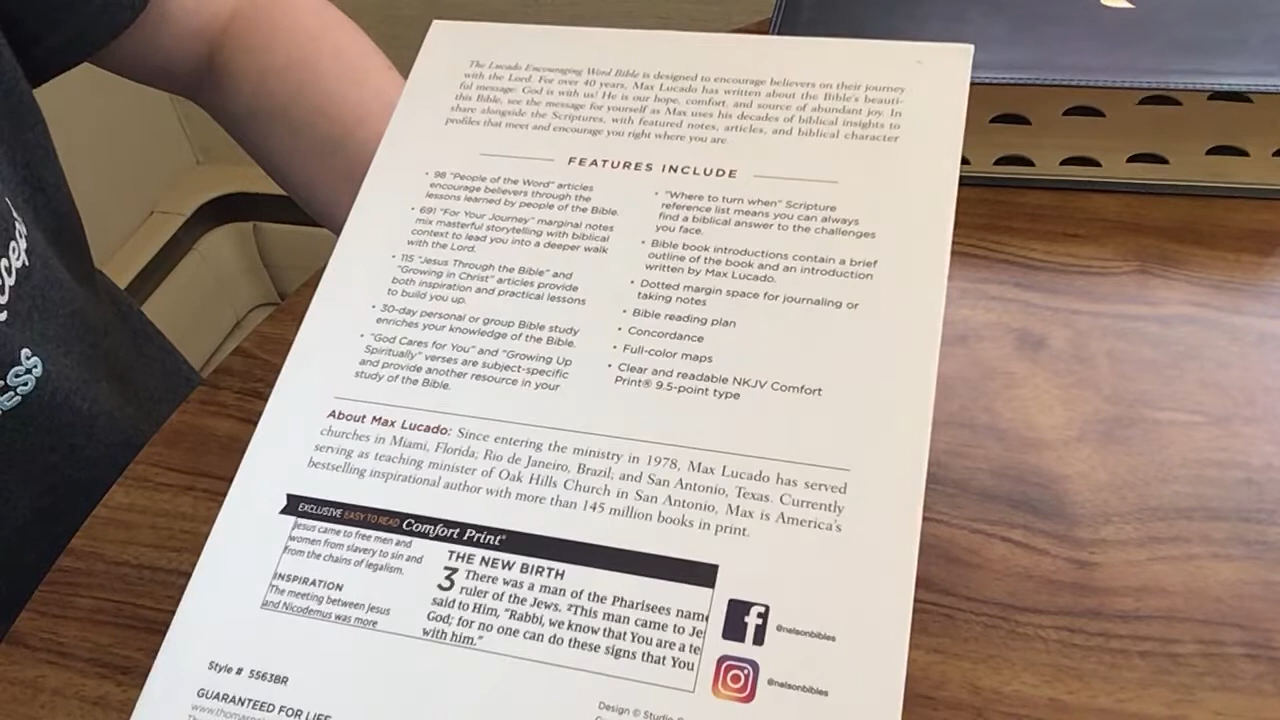 The Lucado Encouraging Word Bible is designed to encourage believers on their journey
with the Lord. For over 40 years, Max Lucado has written about the Bible's beauti-
ful message: God is with us! He is our hope, comfort, and source of abundant joy. In
this Bible, see the message for yourself as Max uses his decades of biblical insights to
share alongside the Scriptures, with featured notes, articles, and biblical character
profiles that meet and encourage you right where you are.
FEATURES INCLUDE
• 98 "People of the Word" articles
encourage believers through the
lessons learned by people of the Bible.
• 691 "For Your Journey" marginal notes
mix masterful storytelling with biblical
context to lead you into a deeper walk
with the Lord.
• 115 "Jesus Through the Bible" and
"Growing in Christ" articles provide
both inspiration and practical lessons
to build you up.
• 30-day personal or group Bible study
enriches your knowledge of the Bible.
• "God Cares for You" and "Growing Up
Spiritually" verses are subject-specific
and provide another resource in your
study of the Bible.
• "Where to turn when" Scripture
reference list means you can always
find a biblical answer to the challenges
you face.
• Bible book introductions contain a brief
outline of the book and an introduction
written by Max Lucado.
• Dotted margin space for journaling or
taking notes
• Bible reading plan
• Concordance
• Full-color maps
• Clear and readable NKJV Comfort
Print® 9.5-point type
About Max Lucado: Since entering the ministry in 1978, Max Lucado has served
churches in Miami, Florida; Rio de Janeiro, Brazil; and San Antonio, Texas. Currently
serving as teaching minister of Oak Hills Church in San Antonio, Max is America's
bestselling inspirational author with more than 145 million books in print.
EXCLUSIVE EASY TO READ Comfort Print®
Jesus came to free men and
women from slavery to sin and
from the chains of legalism.
INSPIRATION
The meeting between Jesus
and Nicodemus was more
THE NEW BIRTH
3 There was a man of the Pharisees nam
ruler of the Jews. 2This man came to Je
said to Him, "Rabbi, we know that You are a te
God; for no one can do these signs that You
with him."
@nelsonbibles
@nelsonbibles
Style # 5563BR
GUARANTEED FOR LIFE
Design © Studio
ESS